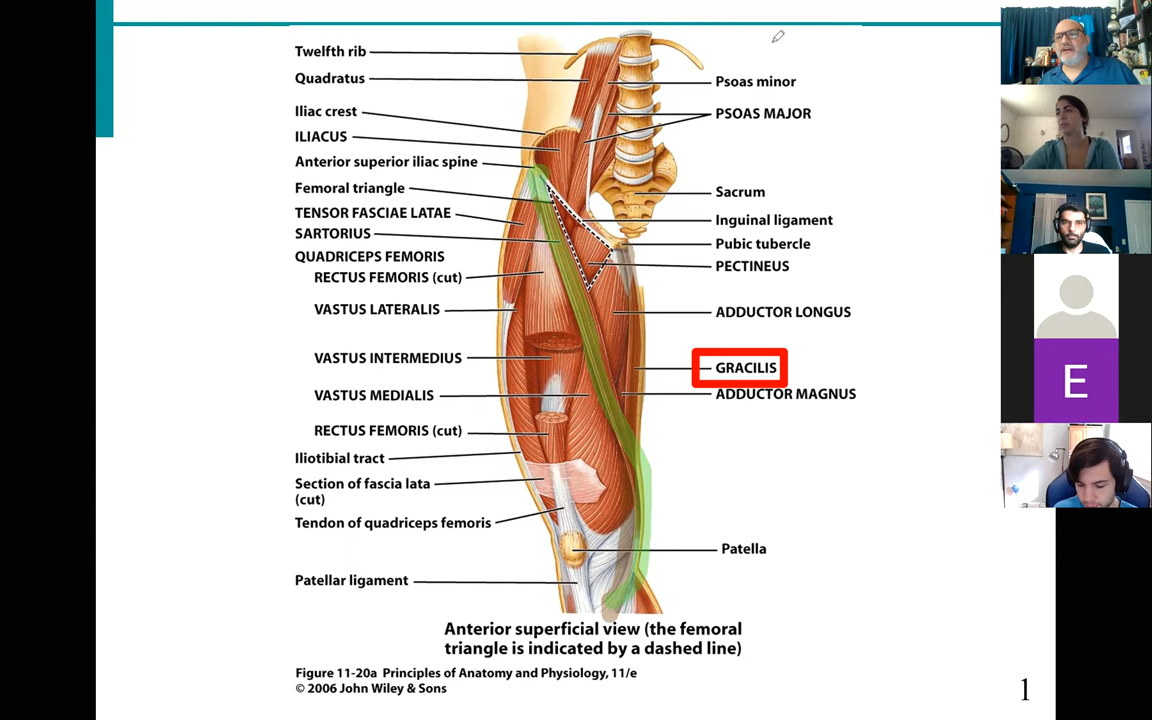 Twelfth rib
Quadratus
Iliac crest
ILIACUS
Anterior superior iliac spine
Femoral triangle
TENSOR FASCIAE LATAE
SARTORIUS
QUADRICEPS FEMORIS
RECTUS FEMORIS (cut)
VASTUS LATERALIS
VASTUS INTERMEDIUS
VASTUS MEDIALIS
RECTUS FEMORIS (cut)
Iliotibial tract
Section of fascia lata
(cut)
Tendon of quadriceps femoris
Patellar ligament
Psoas minor
PSOAS MAJOR
Sacrum
Inguinal ligament
Pubic tubercle
PECTINEUS
ADDUCTOR LONGUS
GRACILIS
ADDUCTOR MAGNUS
Patella
Anterior superficial view (the femoral
triangle is indicated by a dashed line)
Figure 11-20a Principles of Anatomy and Physiology, 11/e
© 2006 John Wiley & Sons
1
E